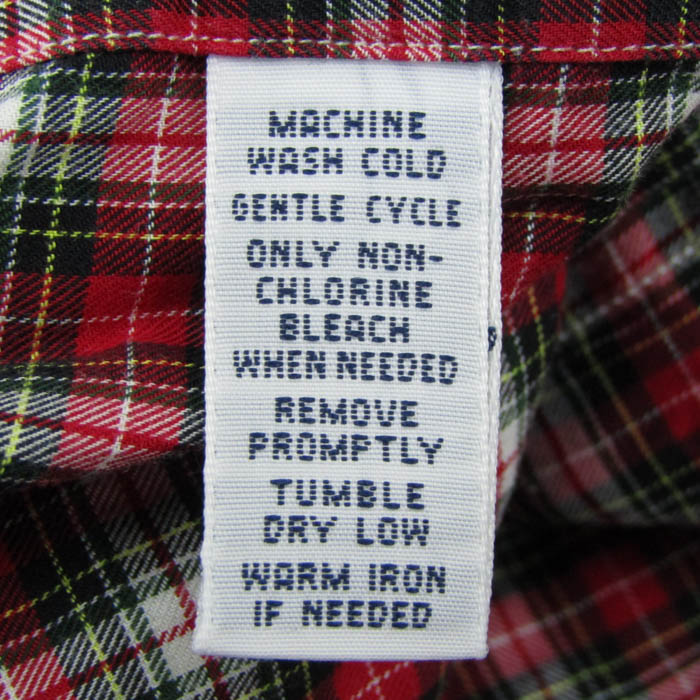 MACHINE
WASH COLD
GENTLE CYCLE
ONLY NON-
CHLORINE
BLEACH
WHEN NEEDED
REMOVE
PROMPTLY
TUMBLE
DRY LOW
WARM IRON
IF NEEDED